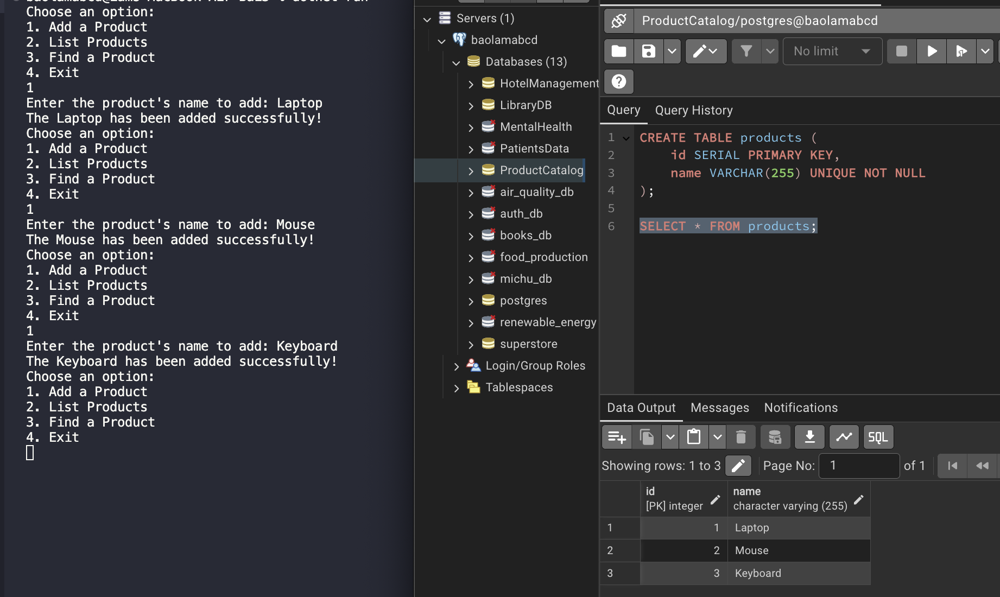 Choose an option:
1. Add a Product
2. List Products
3. Find a Product
4. Exit
1
Enter the product's name to add: Laptop
The Laptop has been added successfully!
Choose an option:
1. Add a Product
2. List Products
3. Find a Product
4. Exit
1
Enter the product's name to add: Mouse
The Mouse has been added successfully!
Choose an option:
1. Add a Product
2. List Products
3. Find a Product
4. Exit
1
Enter the product's name to add: Keyboard
The Keyboard has been added successfully!
Choose an option:
1. Add a Product
2. List Products
3. Find a Product
4. Exit
Servers (1)
baolamabcd
Databases (13)
HotelManagement
LibraryDB
MentalHealth
PatientsData
ProductCatalog
air_quality_db
auth_db
books_db
food_production
michu_db
postgres
renewable_energy
superstore
Login/Group Roles
Tablespaces
ProductCatalog/postgres@baolamabcd
No limit
Query Query History
1 CREATE TABLE products (
2 id SERIAL PRIMARY KEY,
3 name VARCHAR(255) UNIQUE NOT NULL
4 );
5
6 SELECT * FROM products;
Data Output Messages Notifications
SQL
Showing rows: 1 to 3 Page No: 1 of 1
id name
[PK] integer character varying (255)
1 1 Laptop
2 2 Mouse
3 3 Keyboard